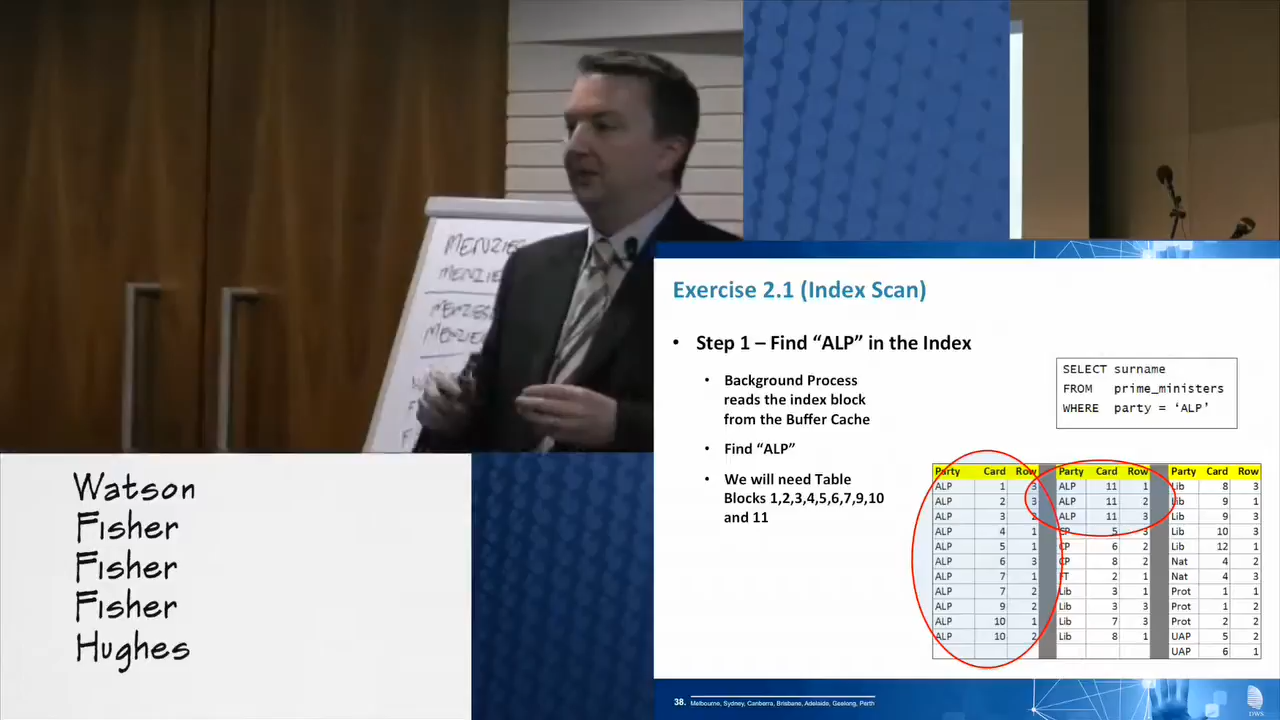 MENZIE
MENZIE
MENZIE
MENZIE
Watson
Fisher
Fisher
Fisher
Hughes
Exercise 2.1 (Index Scan)
• Step 1 – Find “ALP” in the Index
• Background Process
reads the index block
from the Buffer Cache
• Find “ALP”
• We will need Table
Blocks 1,2,3,4,5,6,7,9,10
and 11
SELECT surname
FROM prime_ministers
WHERE party = ‘ALP’
Party Card Row Party Card Row Party Card Row
ALP 1 3 ALP 11 1 Lib 8 3
ALP 2 3 ALP 11 2 Lib 9 1
ALP 3 2 ALP 11 3 Lib 9 3
ALP 4 1 CP 5 3 Lib 10 3
ALP 5 1 CP 6 2 Lib 12 1
ALP 6 3 CP 8 2 Nat 4 2
ALP 7 1 FT 2 1 Nat 4 3
ALP 7 2 Lib 3 1 Prot 1 1
ALP 9 2 Lib 3 3 Prot 1 2
ALP 10 1 Lib 7 3 Prot 2 2
ALP 10 2 Lib 8 1 UAP 5 2
UAP 6 1
38. Melbourne, Sydney, Canberra, Brisbane, Adelaide, Geelong, Perth
DWS